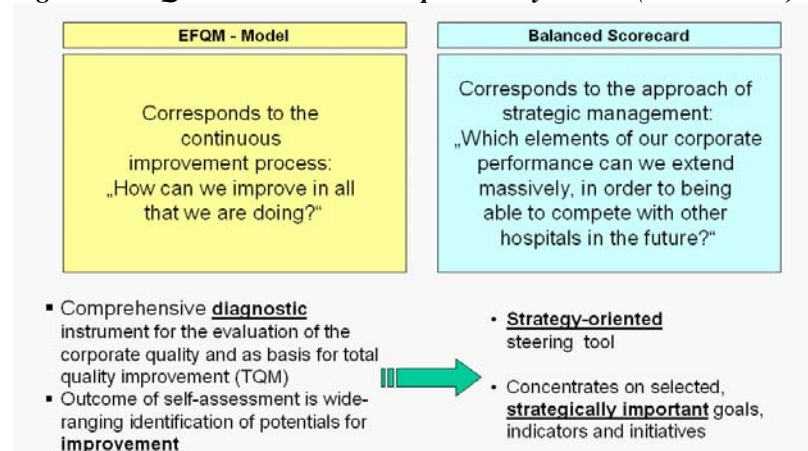 EFQM - Model
Corresponds to the
continuous
improvement process:
„How can we improve in all
that we are doing?“
Balanced Scorecard
Corresponds to the approach of
strategic management:
„Which elements of our corporate
performance can we extend
massively, in order to being
able to compete with other
hospitals in the future?“
▪ Comprehensive diagnostic
instrument for the evaluation of the
corporate quality and as basis for total
quality improvement (TQM)
▪ Outcome of self-assessment is wide-
ranging identification of potentials for
improvement
• Strategy-oriented
steering tool
• Concentrates on selected,
strategically important goals,
indicators and initiatives